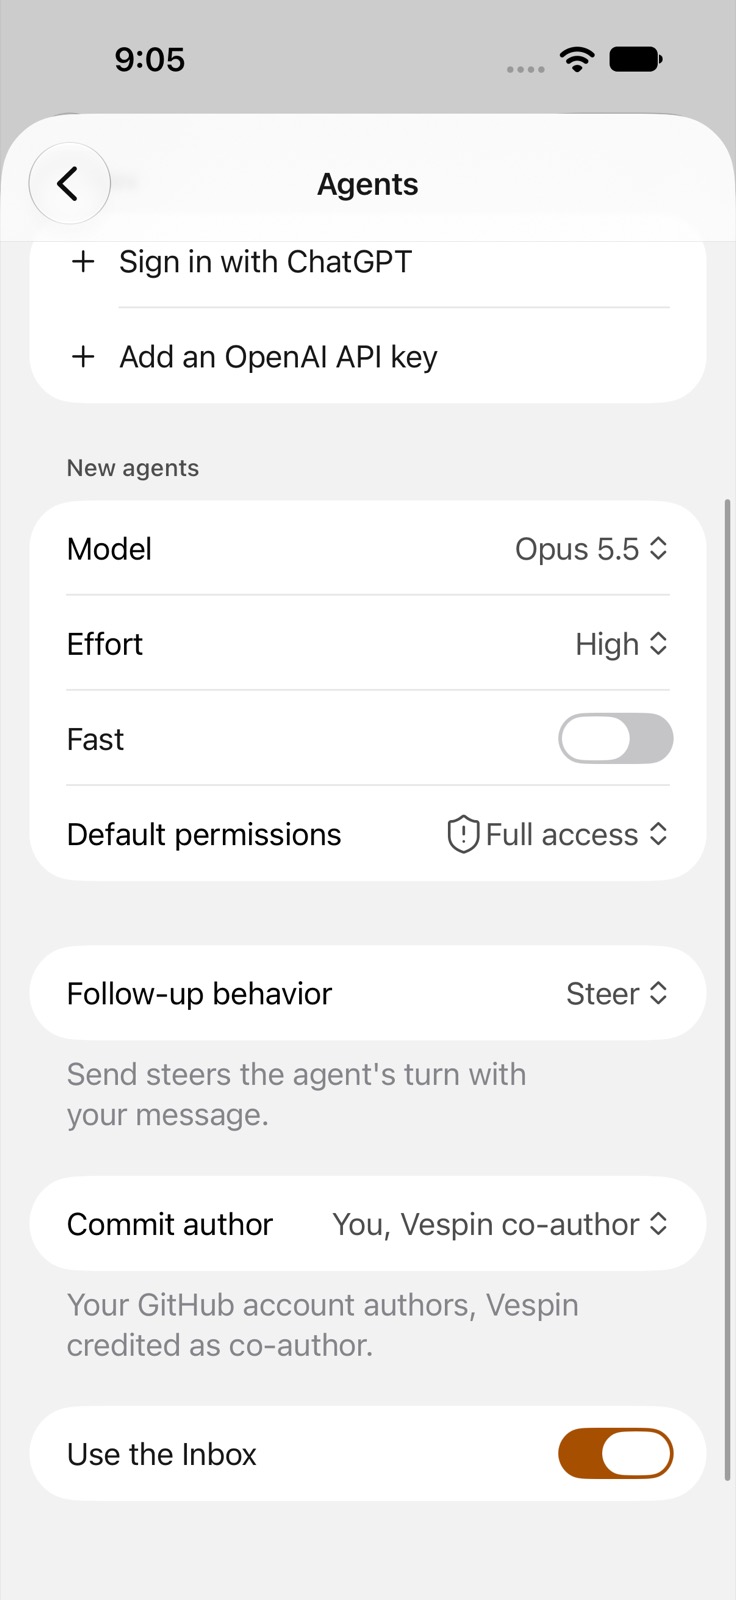 9:05
Agents
Sign in with ChatGPT
Add an OpenAI API key
New agents
Model Opus 5.5
Effort High
Fast
Default permissions Full access
Follow-up behavior Steer
Send steers the agent's turn with
your message.
Commit author You, Vespin co-author
Your GitHub account authors, Vespin
credited as co-author.
Use the Inbox